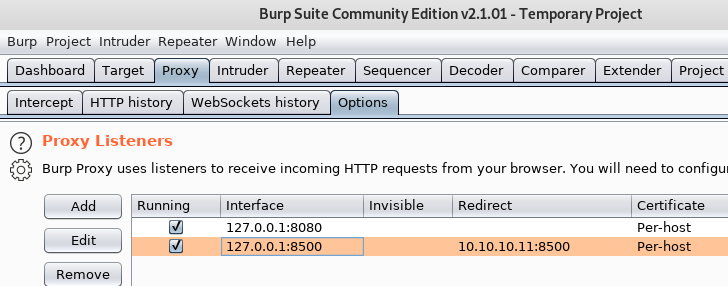 Burp Suite Community Edition v2.1.01 - Temporary Project
Burp Project Intruder Repeater Window Help
Dashboard Target Proxy Intruder Repeater Sequencer Decoder Comparer Extender Project
Intercept HTTP history WebSockets history Options
? Proxy Listeners
Burp Proxy uses listeners to receive incoming HTTP requests from your browser. You will need to configu
Add Running Interface Invisible Redirect Certificate
127.0.0.1:8080 Per-host
Edit 127.0.0.1:8500 10.10.10.11:8500 Per-host
Remove